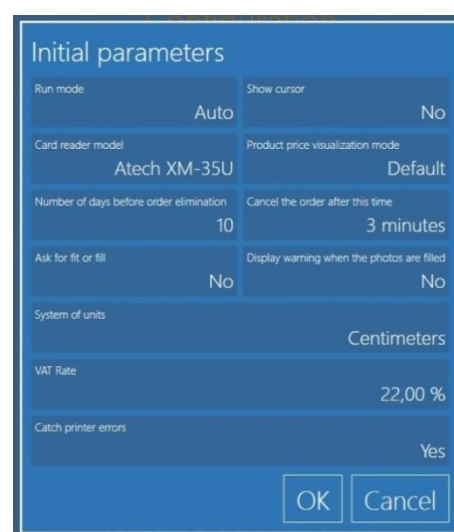 Initial parameters
Run mode
Auto
Show cursor
No
Card reader model
Atech XM-35U
Product price visualization mode
Default
Number of days before order elimination
10
Cancel the order after this time
3 minutes
Ask for fit or fill
No
Display warning when the photos are filled
No
System of units
Centimeters
VAT Rate
22,00 %
Catch printer errors
Yes
OK
Cancel